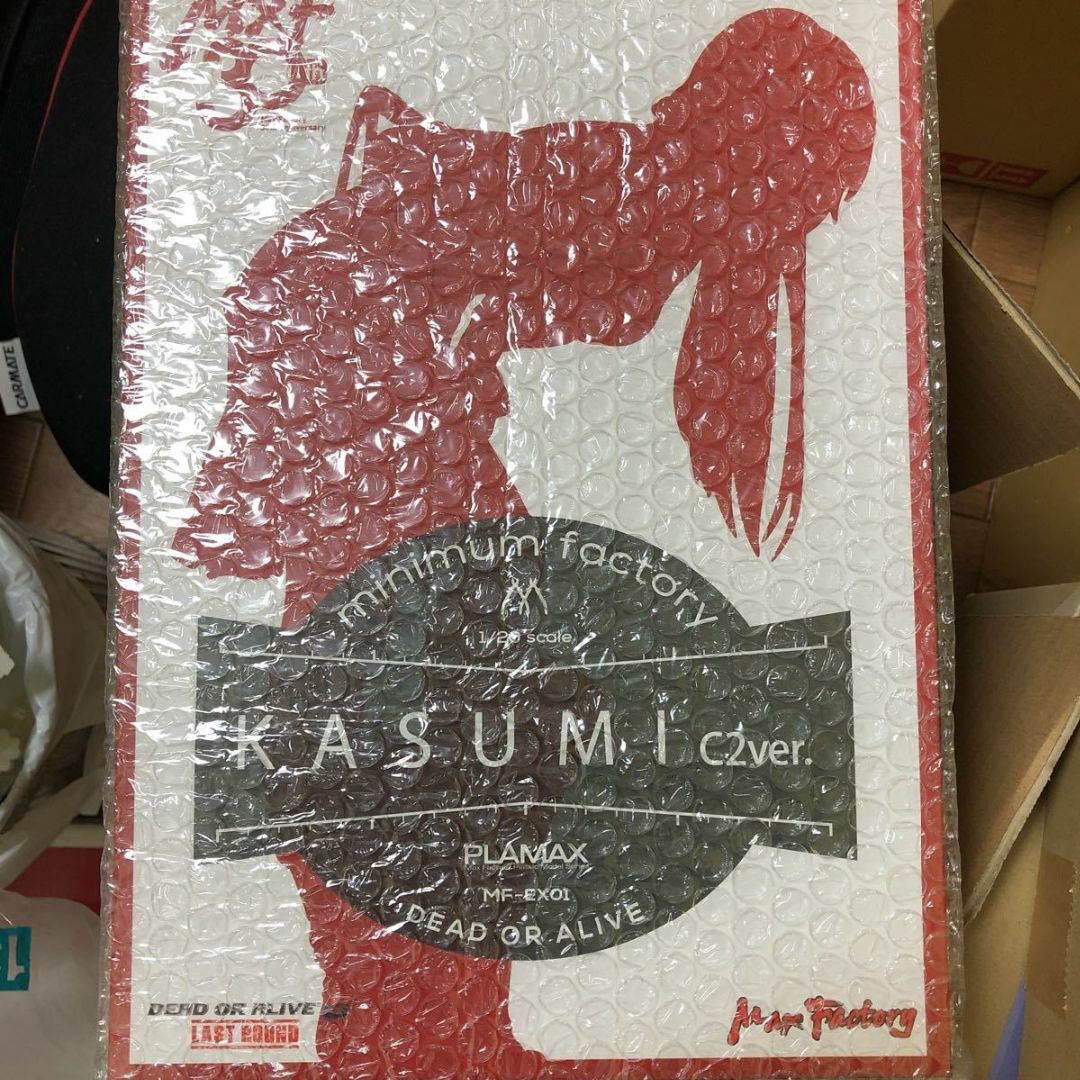 CARMATE
minimum factory
1/20 scale
KASUMI C2ver.
PLAMAX
MF-EX01
DEAD OR ALIVE
DEAD OR ALIVE 5
LAST ROUND
Max Factory